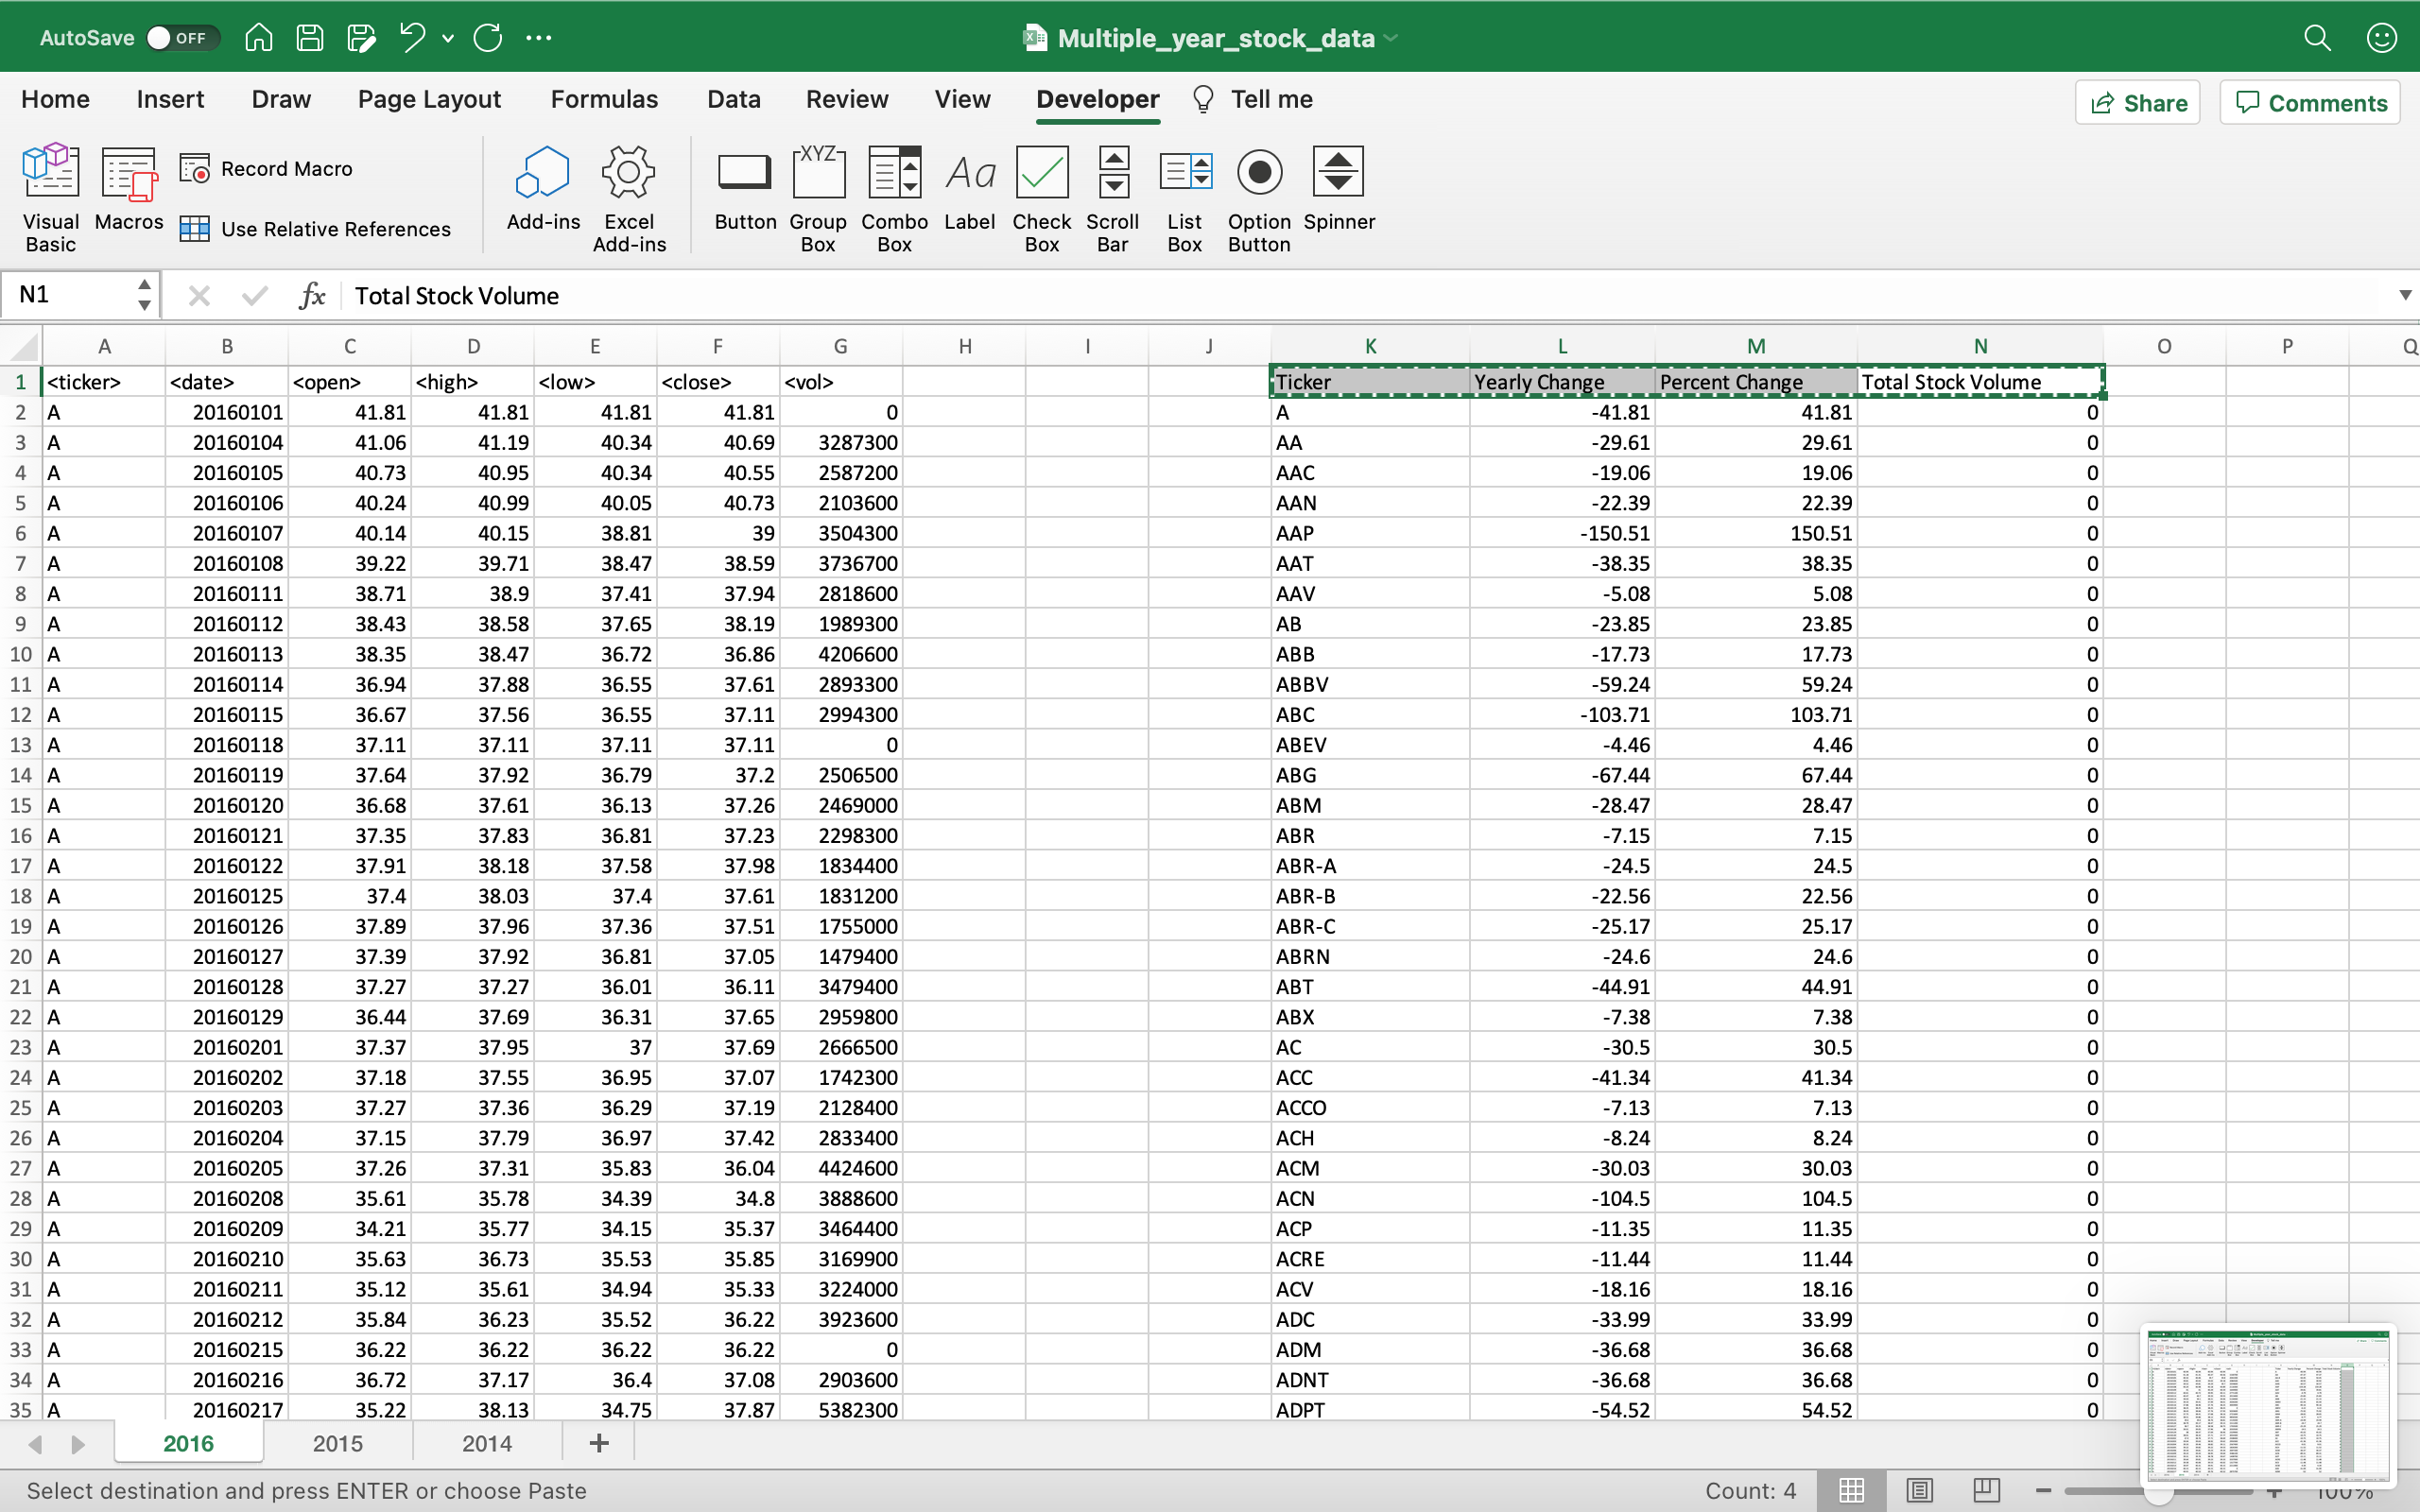 AutoSave OFF Multiple_year_stock_data
Home Insert Draw Page Layout Formulas Data Review View Developer Tell me Share Comments
Visual Basic Macros Record Macro Use Relative References Add-ins Excel Add-ins Button XYZ Group Box Combo Box Aa Label Check Box Scroll Bar List Box Option Button Spinner
N1 fx Total Stock Volume
A B C D E F G H I J K L M N O P Q
1 <ticker> <date> <open> <high> <low> <close> <vol> Ticker Yearly Change Percent Change Total Stock Volume
2 A 20160101 41.81 41.81 41.81 41.81 0 A -41.81 41.81 0
3 A 20160104 41.06 41.19 40.34 40.69 3287300 AA -29.61 29.61 0
4 A 20160105 40.73 40.95 40.34 40.55 2587200 AAC -19.06 19.06 0
5 A 20160106 40.24 40.99 40.05 40.73 2103600 AAN -22.39 22.39 0
6 A 20160107 40.14 40.15 38.81 39 3504300 AAP -150.51 150.51 0
7 A 20160108 39.22 39.71 38.47 38.59 3736700 AAT -38.35 38.35 0
8 A 20160111 38.71 38.9 37.41 37.94 2818600 AAV -5.08 5.08 0
9 A 20160112 38.43 38.58 37.65 38.19 1989300 AB -23.85 23.85 0
10 A 20160113 38.35 38.47 36.72 36.86 4206600 ABB -17.73 17.73 0
11 A 20160114 36.94 37.88 36.55 37.61 2893300 ABBV -59.24 59.24 0
12 A 20160115 36.67 37.56 36.55 37.11 2994300 ABC -103.71 103.71 0
13 A 20160118 37.11 37.11 37.11 37.11 0 ABEV -4.46 4.46 0
14 A 20160119 37.64 37.92 36.79 37.2 2506500 ABG -67.44 67.44 0
15 A 20160120 36.68 37.61 36.13 37.26 2469000 ABM -28.47 28.47 0
16 A 20160121 37.35 37.83 36.81 37.23 2298300 ABR -7.15 7.15 0
17 A 20160122 37.91 38.18 37.58 37.98 1834400 ABR-A -24.5 24.5 0
18 A 20160125 37.4 38.03 37.4 37.61 1831200 ABR-B -22.56 22.56 0
19 A 20160126 37.89 37.96 37.36 37.51 1755000 ABR-C -25.17 25.17 0
20 A 20160127 37.39 37.92 36.81 37.05 1479400 ABRN -24.6 24.6 0
21 A 20160128 37.27 37.27 36.01 36.11 3479400 ABT -44.91 44.91 0
22 A 20160129 36.44 37.69 36.31 37.65 2959800 ABX -7.38 7.38 0
23 A 20160201 37.37 37.95 37 37.69 2666500 AC -30.5 30.5 0
24 A 20160202 37.18 37.55 36.95 37.07 1742300 ACC -41.34 41.34 0
25 A 20160203 37.27 37.36 36.29 37.19 2128400 ACCO -7.13 7.13 0
26 A 20160204 37.15 37.79 36.97 37.42 2833400 ACH -8.24 8.24 0
27 A 20160205 37.26 37.31 35.83 36.04 4424600 ACM -30.03 30.03 0
28 A 20160208 35.61 35.78 34.39 34.8 3888600 ACN -104.5 104.5 0
29 A 20160209 34.21 35.77 34.15 35.37 3464400 ACP -11.35 11.35 0
30 A 20160210 35.63 36.73 35.53 35.85 3169900 ACRE -11.44 11.44 0
31 A 20160211 35.12 35.61 34.94 35.33 3224000 ACV -18.16 18.16 0
32 A 20160212 35.84 36.23 35.52 36.22 3923600 ADC -33.99 33.99 0
33 A 20160215 36.22 36.22 36.22 36.22 0 ADM -36.68 36.68 0
34 A 20160216 36.72 37.17 36.4 37.08 2903600 ADNT -36.68 36.68 0
35 A 20160217 35.22 38.13 34.75 37.87 5382300 ADPT -54.52 54.52 0
2016 2015 2014
Select destination and press ENTER or choose Paste Count: 4 100%